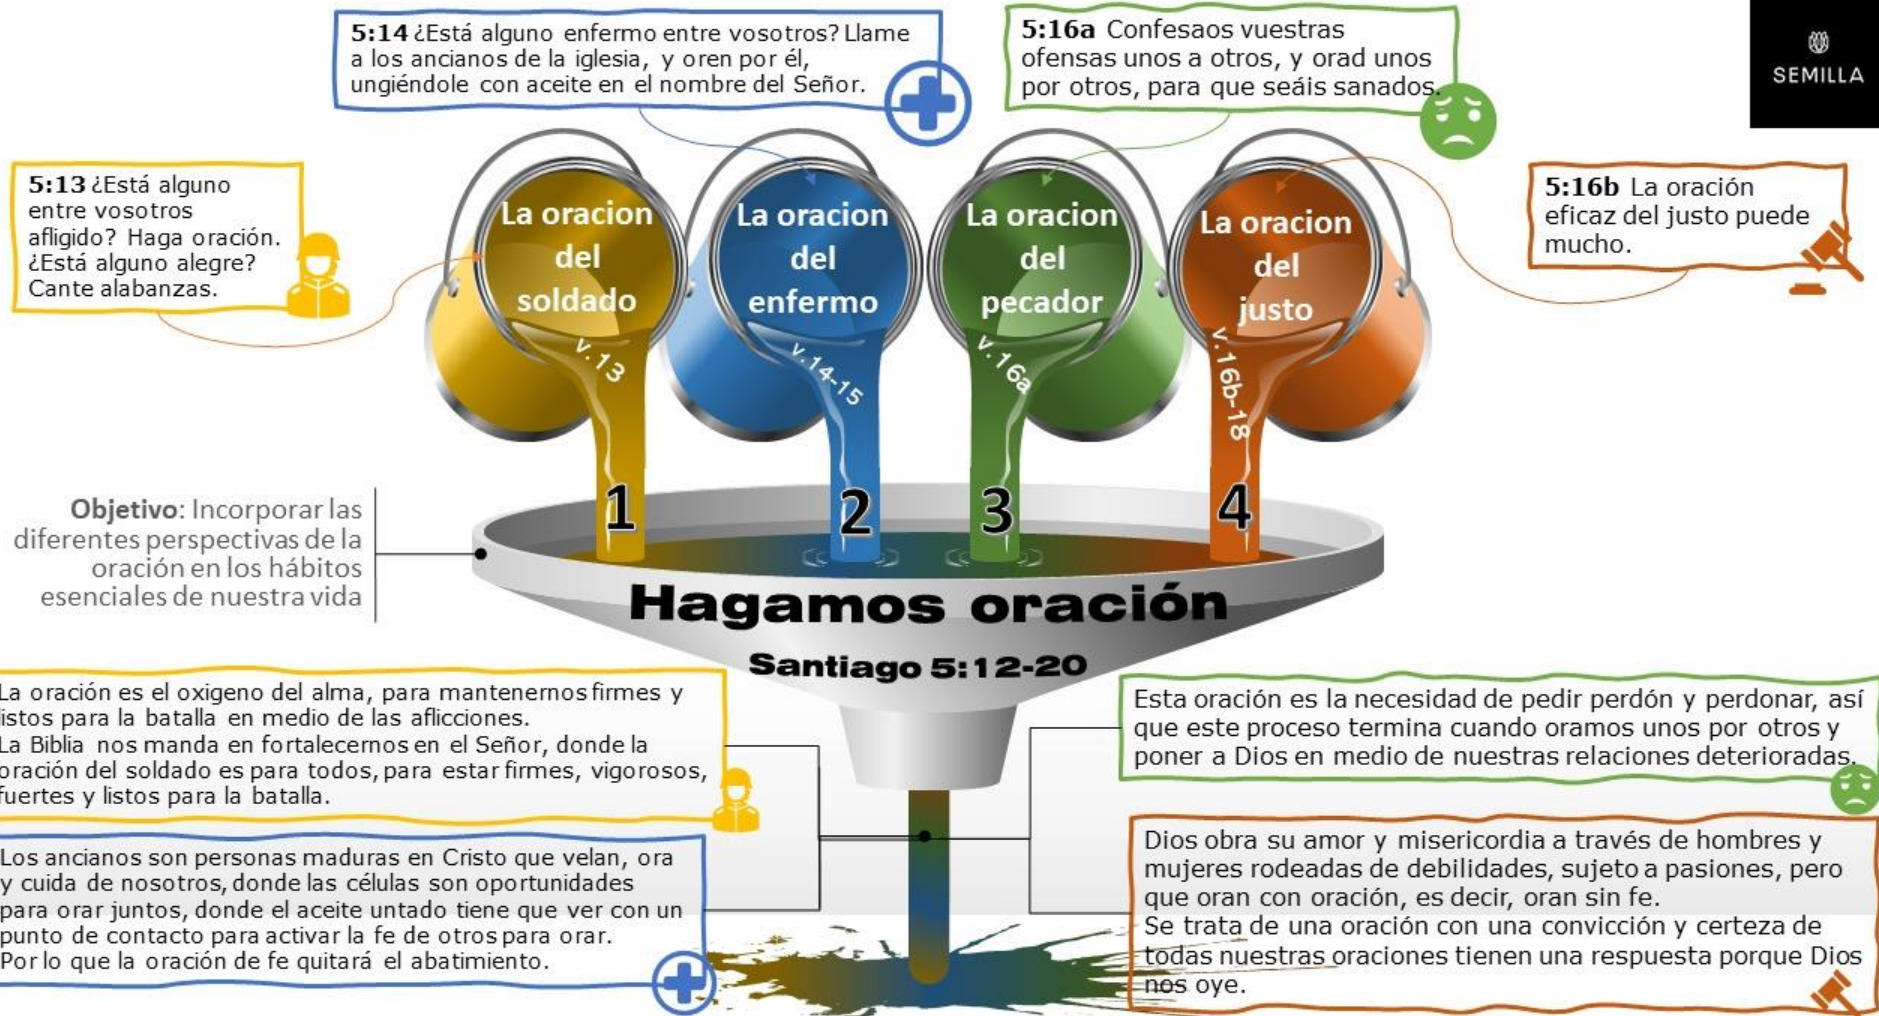 5:14 ¿Está alguno enfermo entre vosotros? Llame
a los ancianos de la iglesia, y oren por él,
ungiéndole con aceite en el nombre del Señor.
5:16a Confesaos vuestras
ofensas unos a otros, y orad unos
por otros, para que seáis sanados.
SEMILLA
5:13 ¿Está alguno
entre vosotros
afligido? Haga oración.
¿Está alguno alegre?
Cante alabanzas.
5:16b La oración
eficaz del justo puede
mucho.
La oracion
del
soldado
v.13
1
La oracion
del
enfermo
v.14-15
2
La oracion
del
pecador
v.16a
3
La oracion
del
justo
v.16b-18
4
Objetivo: Incorporar las
diferentes perspectivas de la
oración en los hábitos
esenciales de nuestra vida
Hagamos oración
Santiago 5:12-20
La oración es el oxigeno del alma, para mantenernos firmes y
listos para la batalla en medio de las aflicciones.
La Biblia nos manda en fortalecernos en el Señor, donde la
oración del soldado es para todos, para estar firmes, vigorosos,
fuertes y listos para la batalla.
Los ancianos son personas maduras en Cristo que velan, ora
y cuida de nosotros, donde las células son oportunidades
para orar juntos, donde el aceite untado tiene que ver con un
punto de contacto para activar la fe de otros para orar.
Por lo que la oración de fe quitará el abatimiento.
Esta oración es la necesidad de pedir perdón y perdonar, así
que este proceso termina cuando oramos unos por otros y
poner a Dios en medio de nuestras relaciones deterioradas.
Dios obra su amor y misericordia a través de hombres y
mujeres rodeadas de debilidades, sujeto a pasiones, pero
que oran con oración, es decir, oran sin fe.
Se trata de una oración con una convicción y certeza de
todas nuestras oraciones tienen una respuesta porque Dios
nos oye.